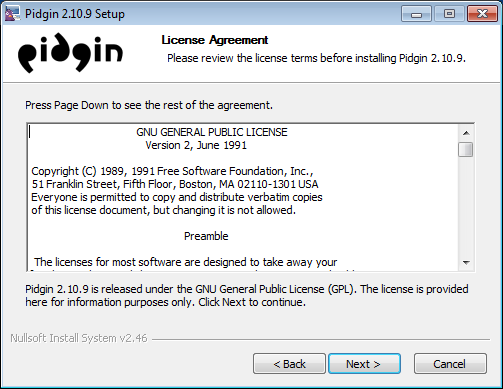 Pidgin 2.10.9 Setup
pidgin
License Agreement
Please review the license terms before installing Pidgin 2.10.9.
Press Page Down to see the rest of the agreement.
GNU GENERAL PUBLIC LICENSE
Version 2, June 1991
Copyright (C) 1989, 1991 Free Software Foundation, Inc.,
51 Franklin Street, Fifth Floor, Boston, MA 02110-1301 USA
Everyone is permitted to copy and distribute verbatim copies
of this license document, but changing it is not allowed.
Preamble
The licenses for most software are designed to take away your
Pidgin 2.10.9 is released under the GNU General Public License (GPL). The license is provided
here for information purposes only. Click Next to continue.
Nullsoft Install System v2.46
< Back
Next >
Cancel